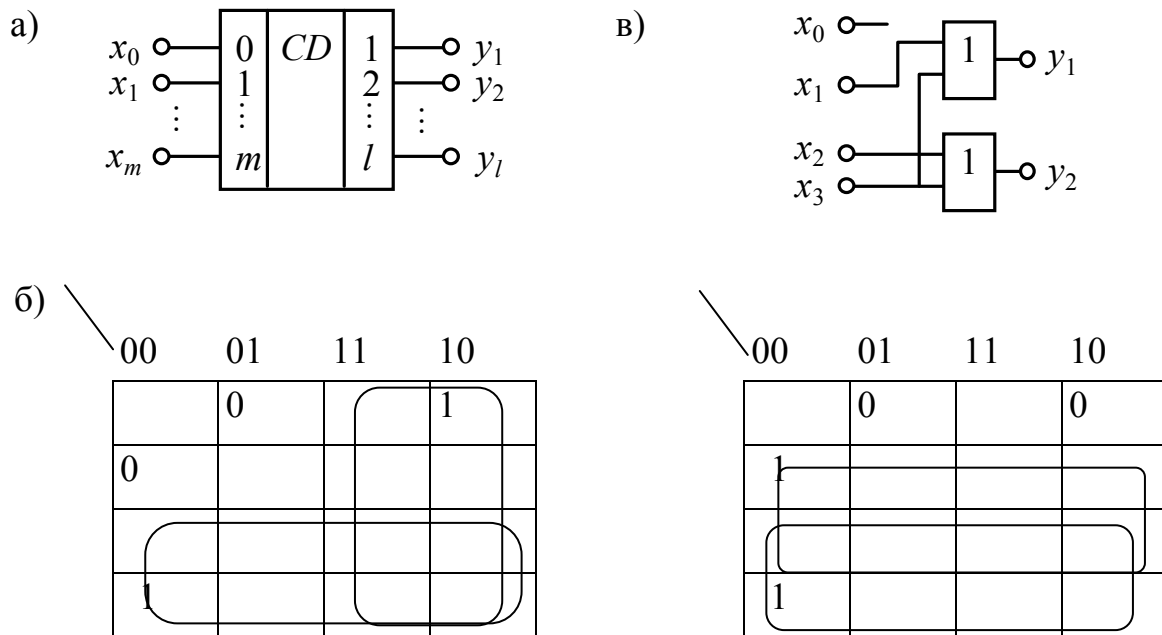 а)
x0 0 CD 1 y1
x1 1 2 y2
⋮ ⋮ ⋮ ⋮
xm m l yl
в)
x0
x1 1 y1
x2
x3 1 y2
б)
00 01 11 10
0 1
0
1
00 01 11 10
0 0
1
1